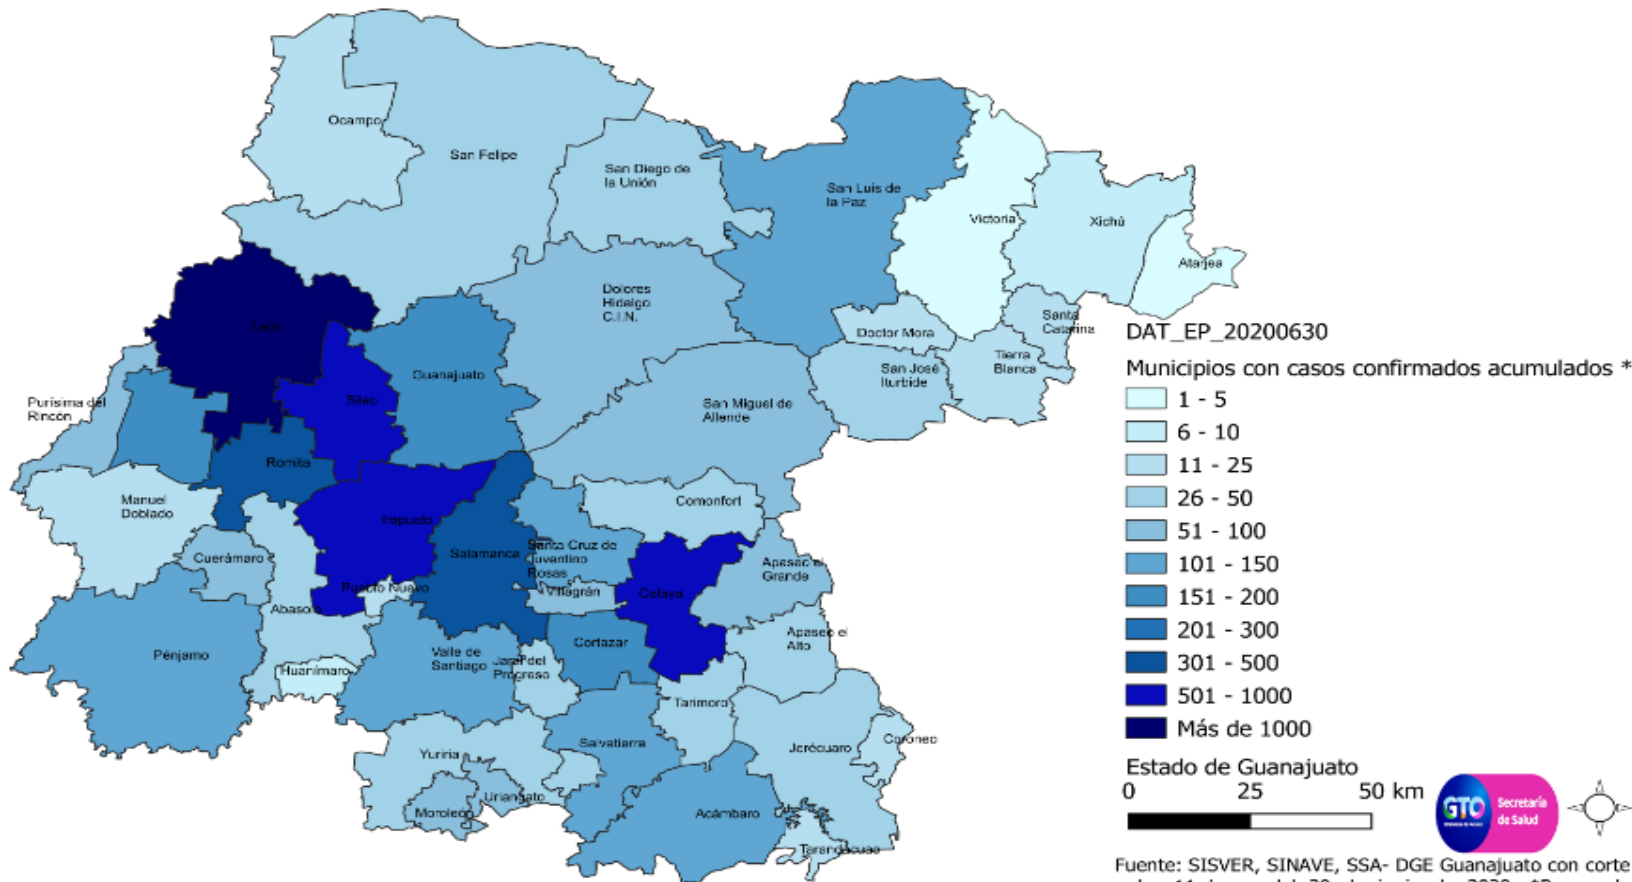 Ocampo
San Felipe
San Diego de
la Unión
San Luis de
la Paz
Victoria
Xichú
Atarjea
Dolores
Hidalgo
C.I.N.
Santa
Catarina
Doctor Mora
Tierra
Blanca
San José
Iturbide
León
Guanajuato
Silao
Purísima del
Rincón
San Miguel de
Allende
Romita
Manuel
Doblado
Comonfort
Irapuato
Salamanca
Santa Cruz de
Juventino
Rosas
Cuerámaro
Apaseo el
Grande
Pueblo Nuevo
Villagrán
Celaya
Abasolo
Apaseo el
Alto
Cortazar
Pénjamo
Valle de
Santiago
Jaral del
Progreso
Huanímaro
Tarimoro
Salvatierra
Jerécuaro
Coroneo
Yuriria
Uriangato
Moroleón
Acámbaro
Tarandacuao
DAT_EP_20200630
Municipios con casos confirmados acumulados *
1 - 5
6 - 10
11 - 25
26 - 50
51 - 100
101 - 150
151 - 200
201 - 300
301 - 500
501 - 1000
Más de 1000
Estado de Guanajuato
0 25 50 km
GTO
Secretaría
de Salud
Fuente: SISVER, SINAVE, SSA- DGE Guanajuato con corte